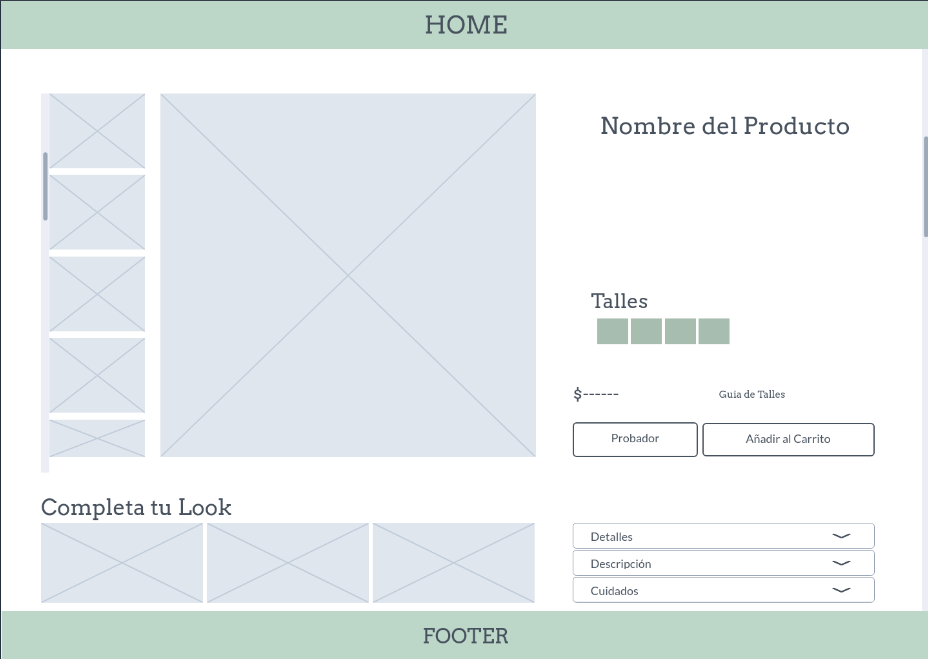 HOME
Nombre del Producto
Talles
$------
Guia de Talles
Probador
Añadir al Carrito
Completa tu Look
Detalles
Descripción
Cuidados
FOOTER